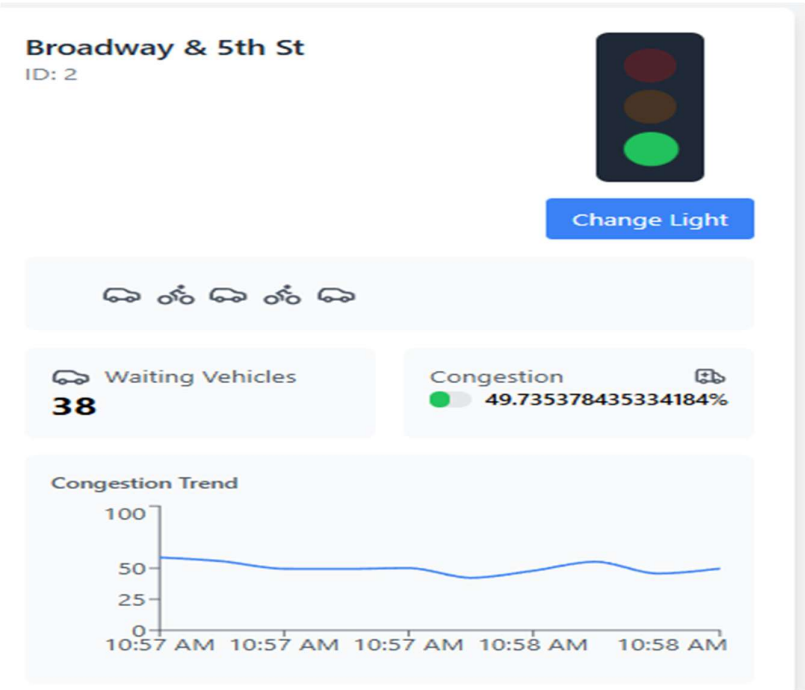 Broadway & 5th St
ID: 2
Change Light
Waiting Vehicles
38
Congestion
49.735378435334184%
Congestion Trend
100
50
25
0
10:57 AM 10:57 AM 10:57 AM 10:58 AM 10:58 AM